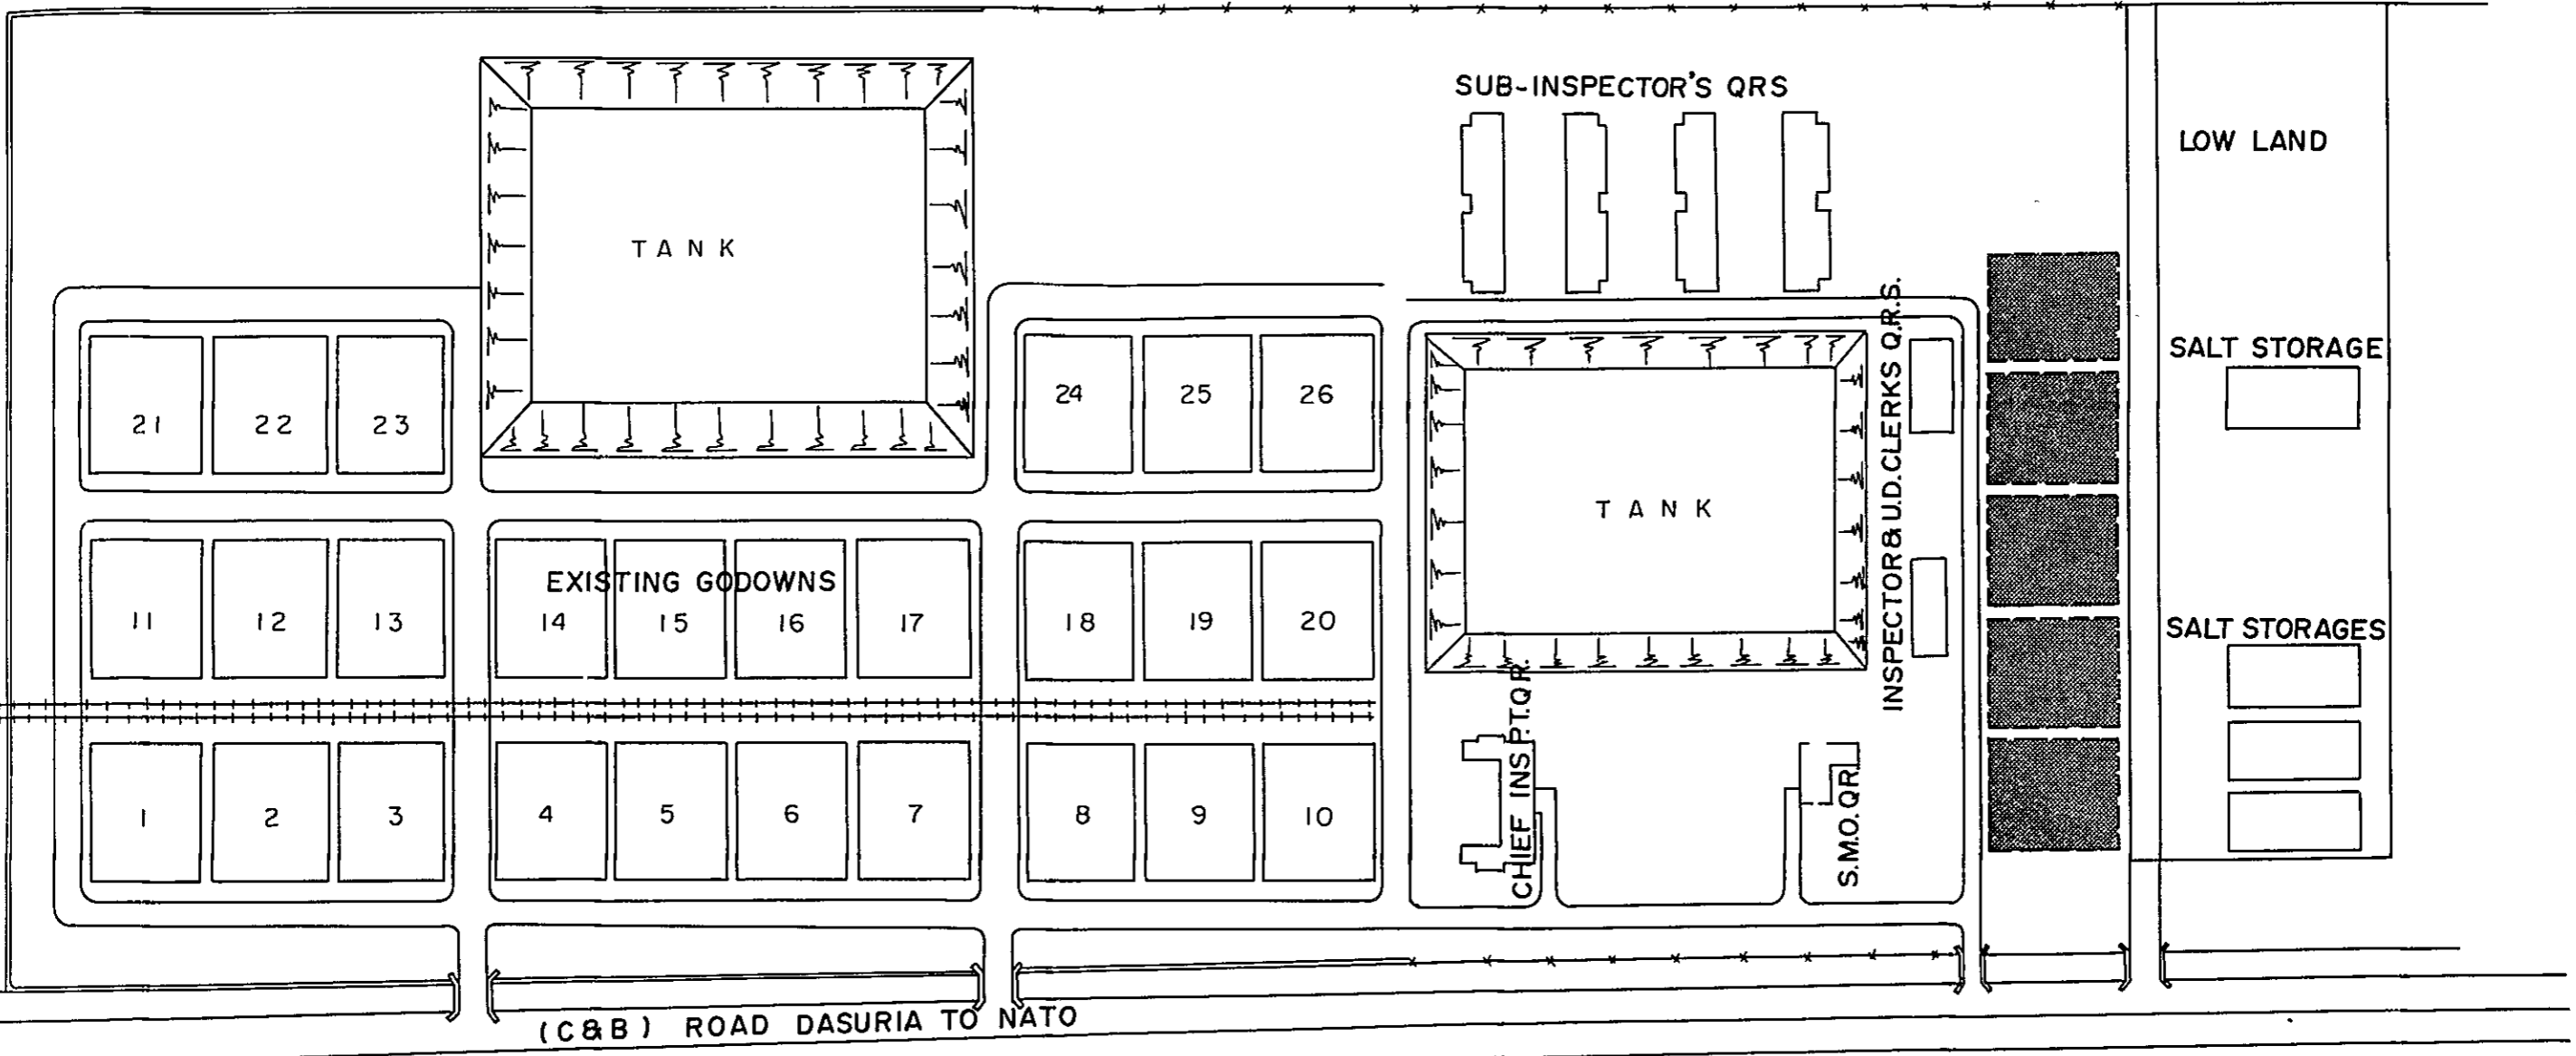 SUB-INSPECTOR'S QRS
LOW LAND
TANK
SALT STORAGE
24 25 26
21 22 23
INSPECTOR & U.D.CLERKS Q.R.S.
TANK
EXISTING GODOWNS
11 12 13 14 15 16 17 18 19 20
SALT STORAGES
CHIEF INSPT.QR.
S.M.O.QR.
1 2 3 4 5 6 7 8 9 10
(C&B) ROAD DASURIA TO NATO